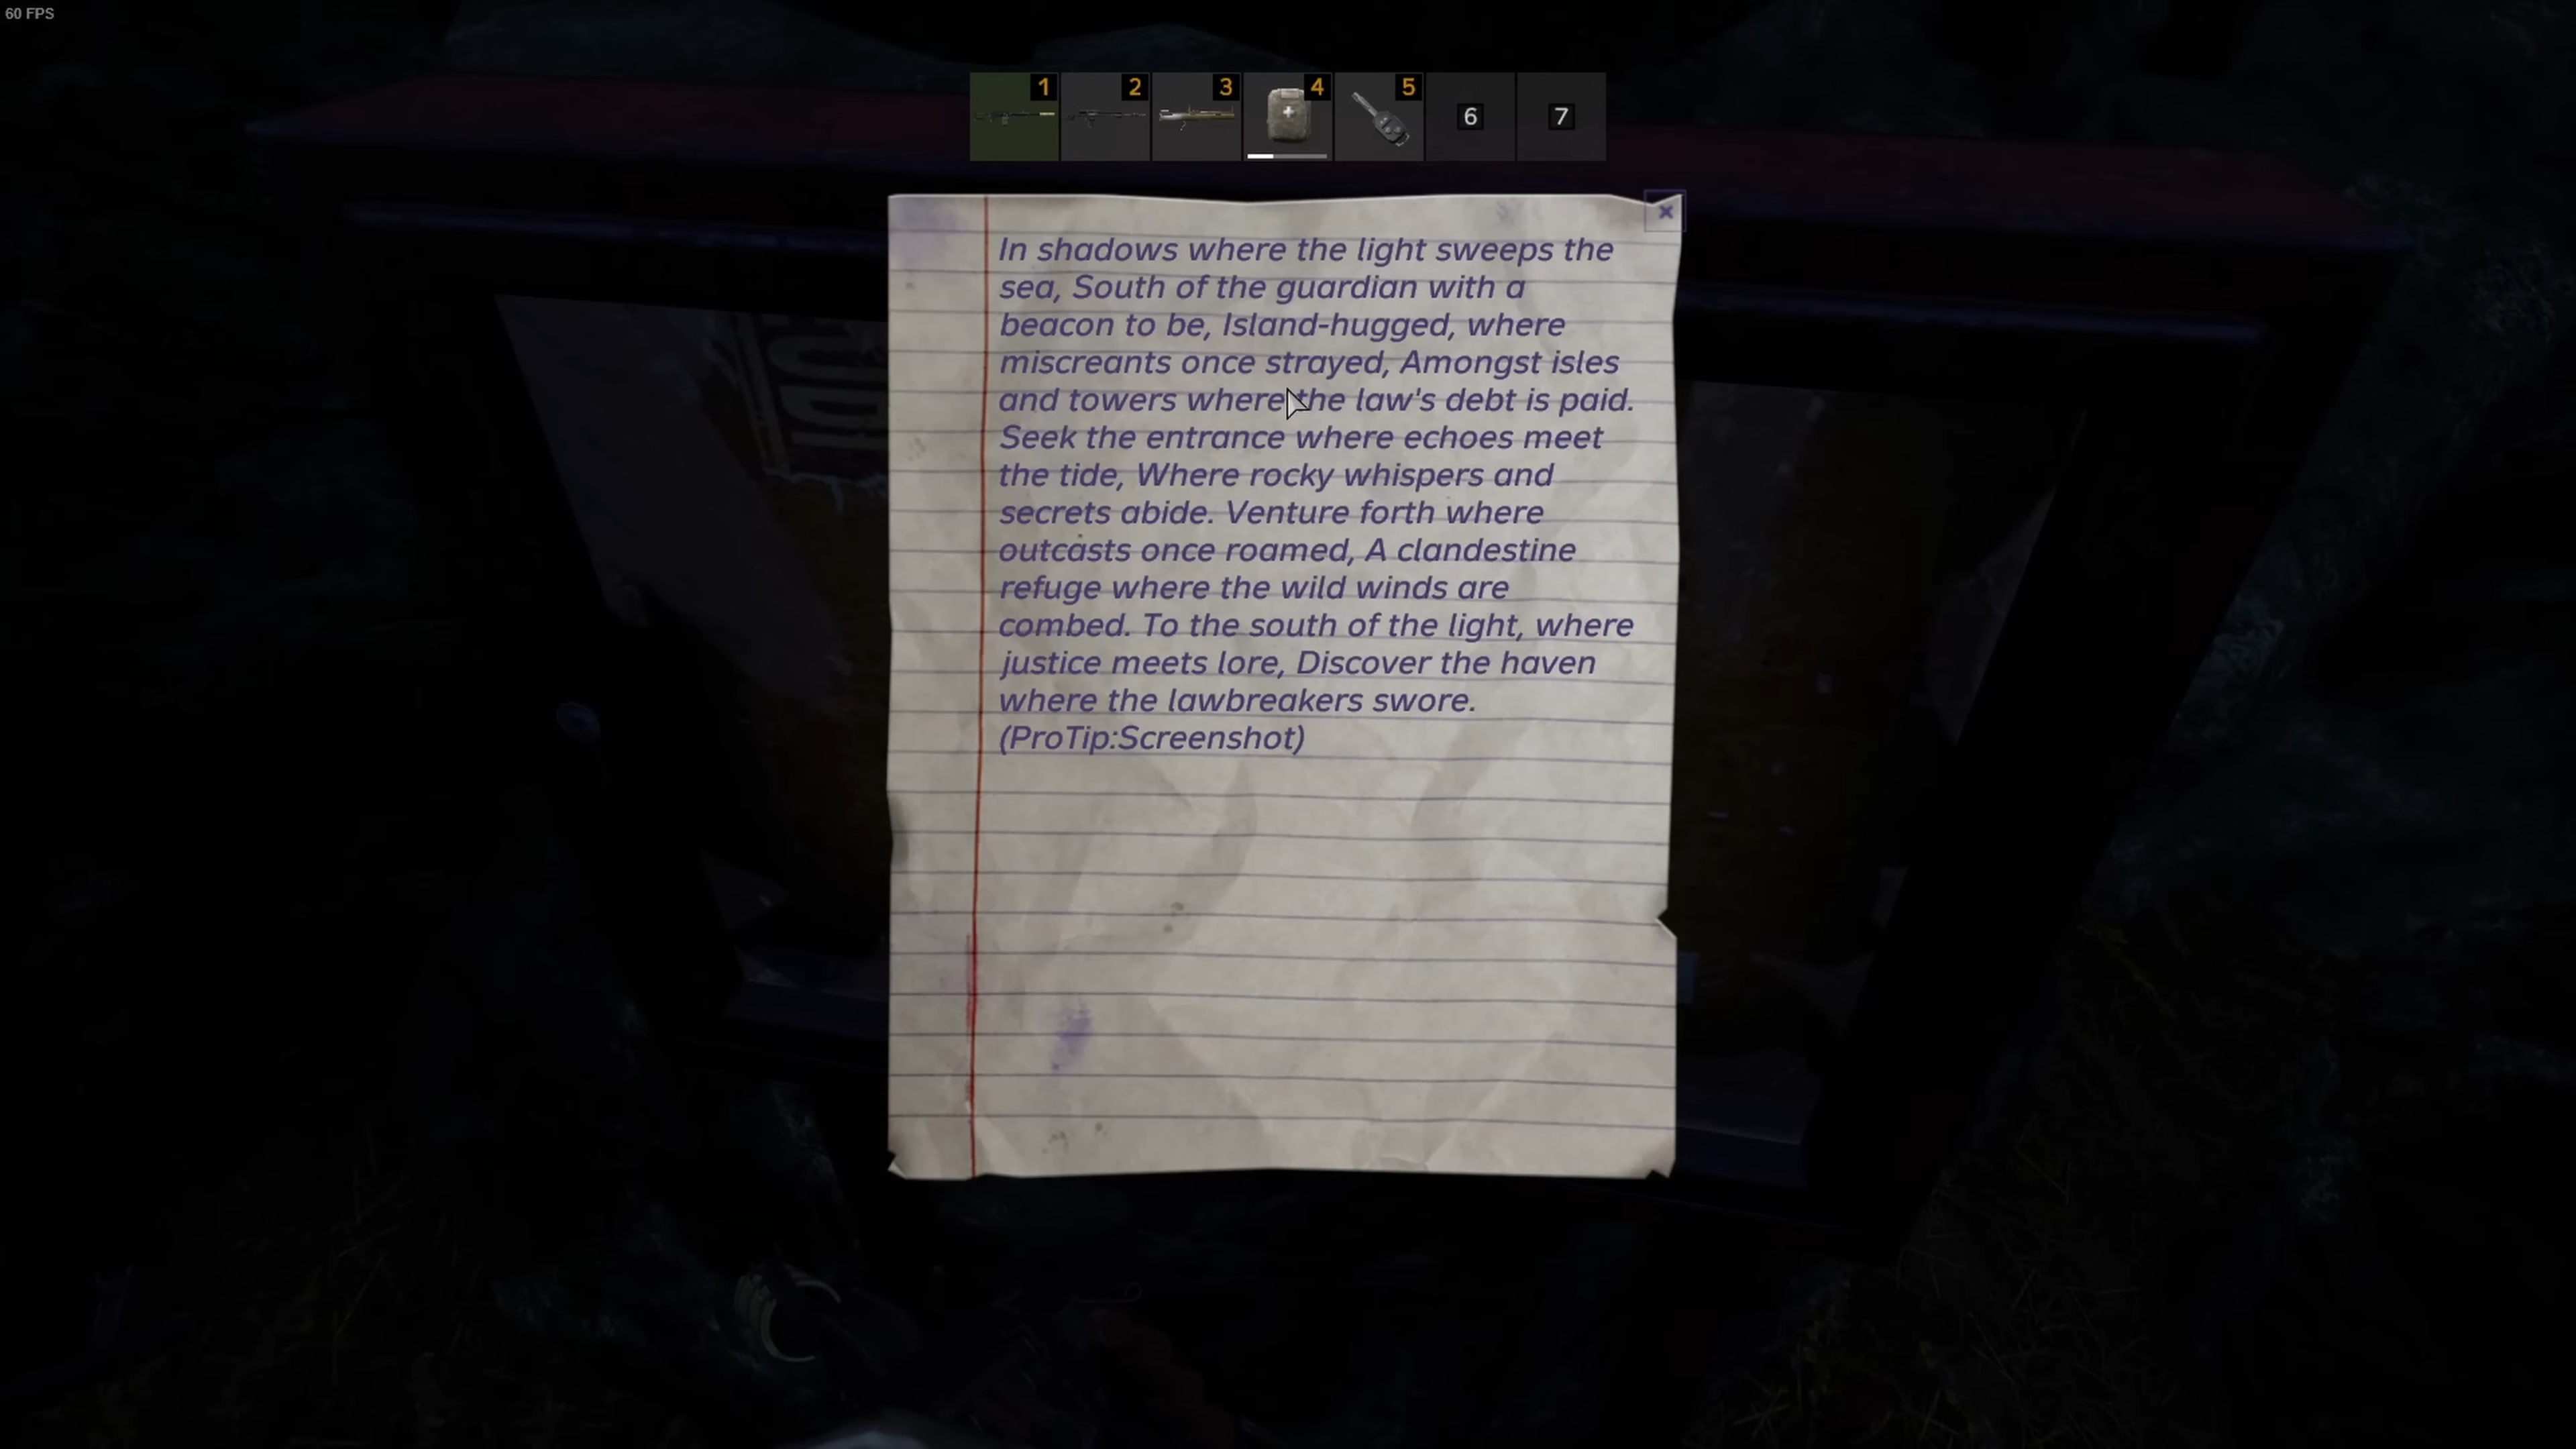 60 FPS
1 2 3 4 5 6 7
In shadows where the light sweeps the
sea, South of the guardian with a
beacon to be, Island-hugged, where
miscreants once strayed, Amongst isles
and towers where the law's debt is paid.
Seek the entrance where echoes meet
the tide, Where rocky whispers and
secrets abide. Venture forth where
outcasts once roamed, A clandestine
refuge where the wild winds are
combed. To the south of the light, where
justice meets lore, Discover the haven
where the lawbreakers swore.
(ProTip:Screenshot)